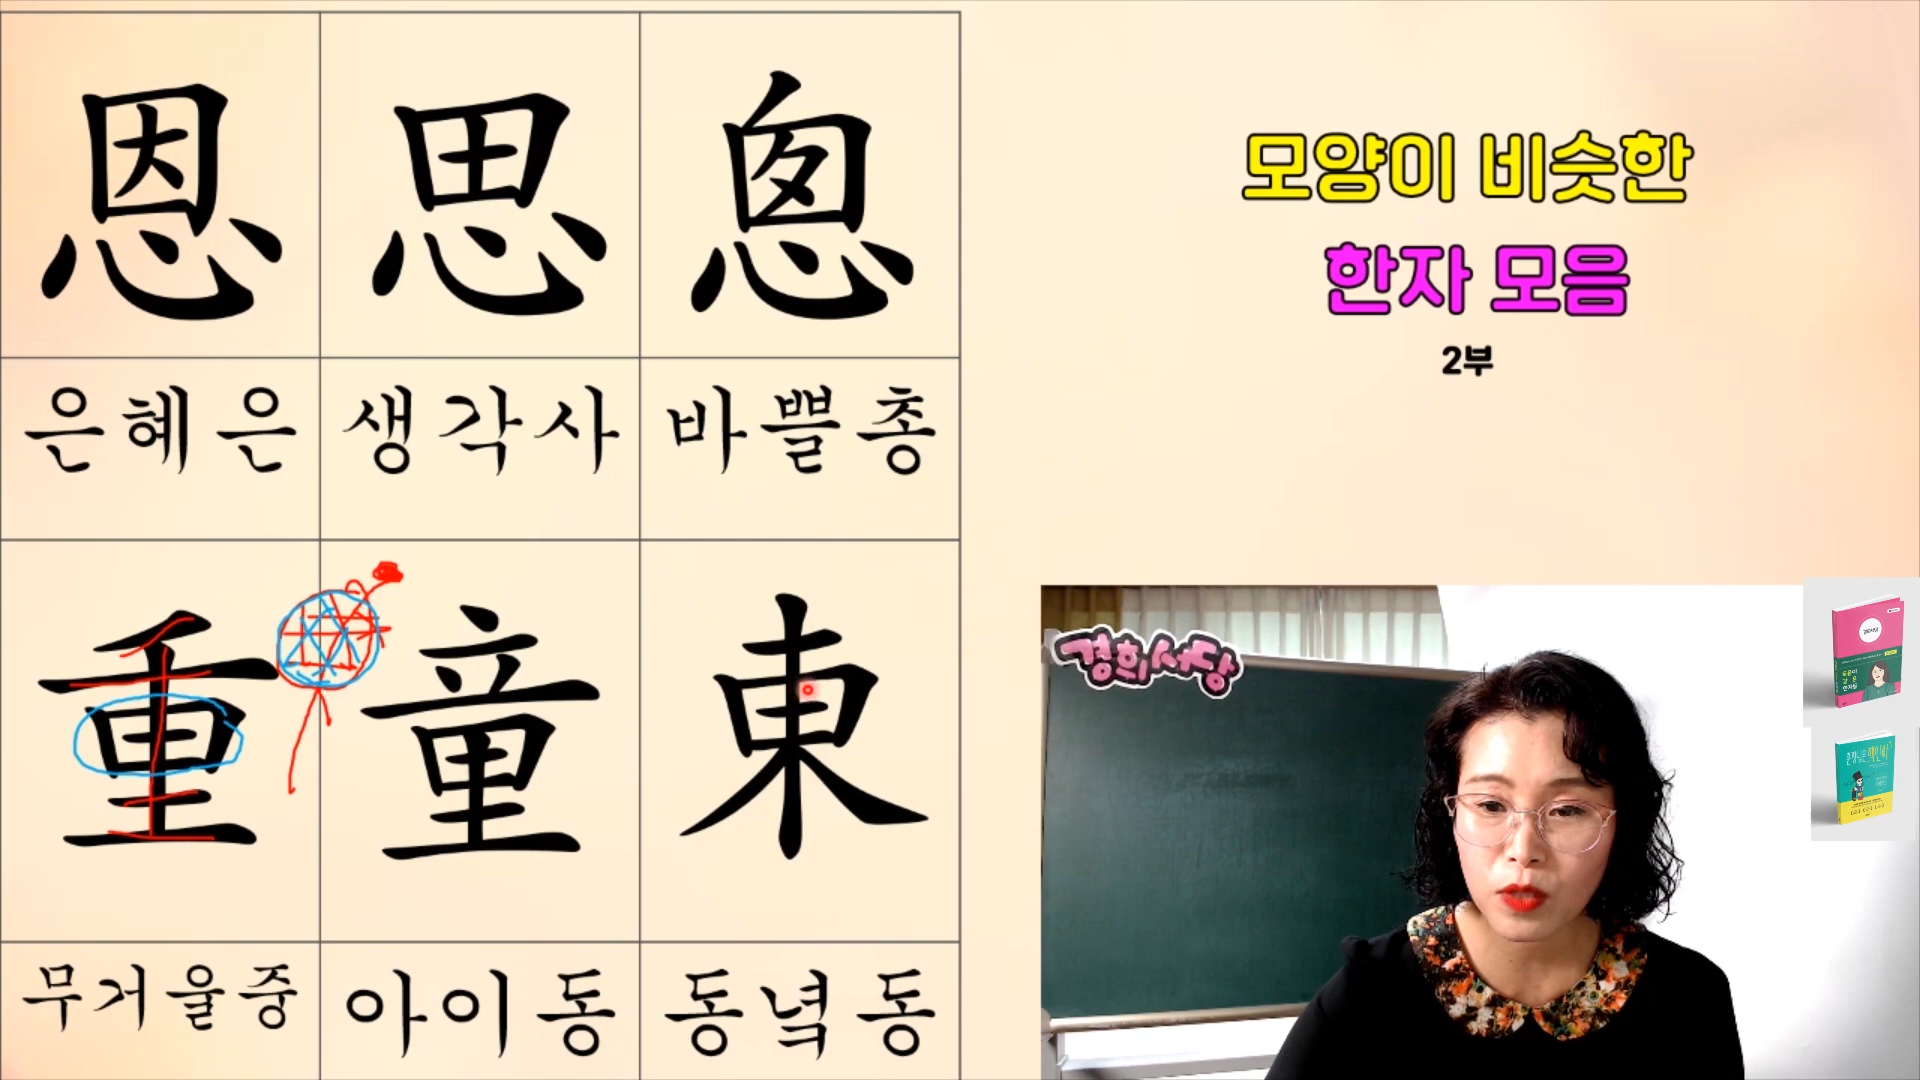 恩 思 悤
은혜 은 생각 사 바쁠 총
重 童 東
무거울 중 아이 동 동녘 동
모양이 비슷한
한자 모음
2부
경희서당